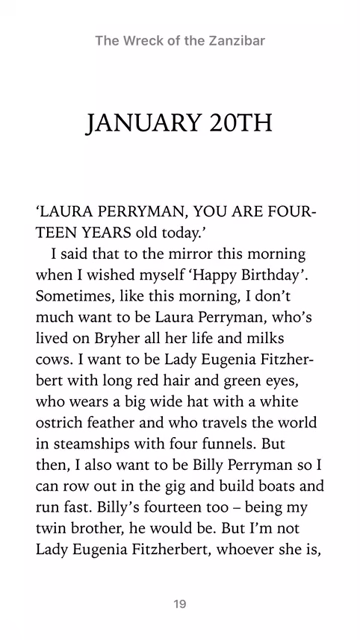 The Wreck of the Zanzibar
JANUARY 20TH
‘LAURA PERRYMAN, YOU ARE FOUR-
TEEN YEARS old today.’
I said that to the mirror this morning
when I wished myself ‘Happy Birthday’.
Sometimes, like this morning, I don’t
much want to be Laura Perryman, who’s
lived on Bryher all her life and milks
cows. I want to be Lady Eugenia Fitzher-
bert with long red hair and green eyes,
who wears a big wide hat with a white
ostrich feather and who travels the world
in steamships with four funnels. But
then, I also want to be Billy Perryman so I
can row out in the gig and build boats and
run fast. Billy’s fourteen too – being my
twin brother, he would be. But I’m not
Lady Eugenia Fitzherbert, whoever she is,
19